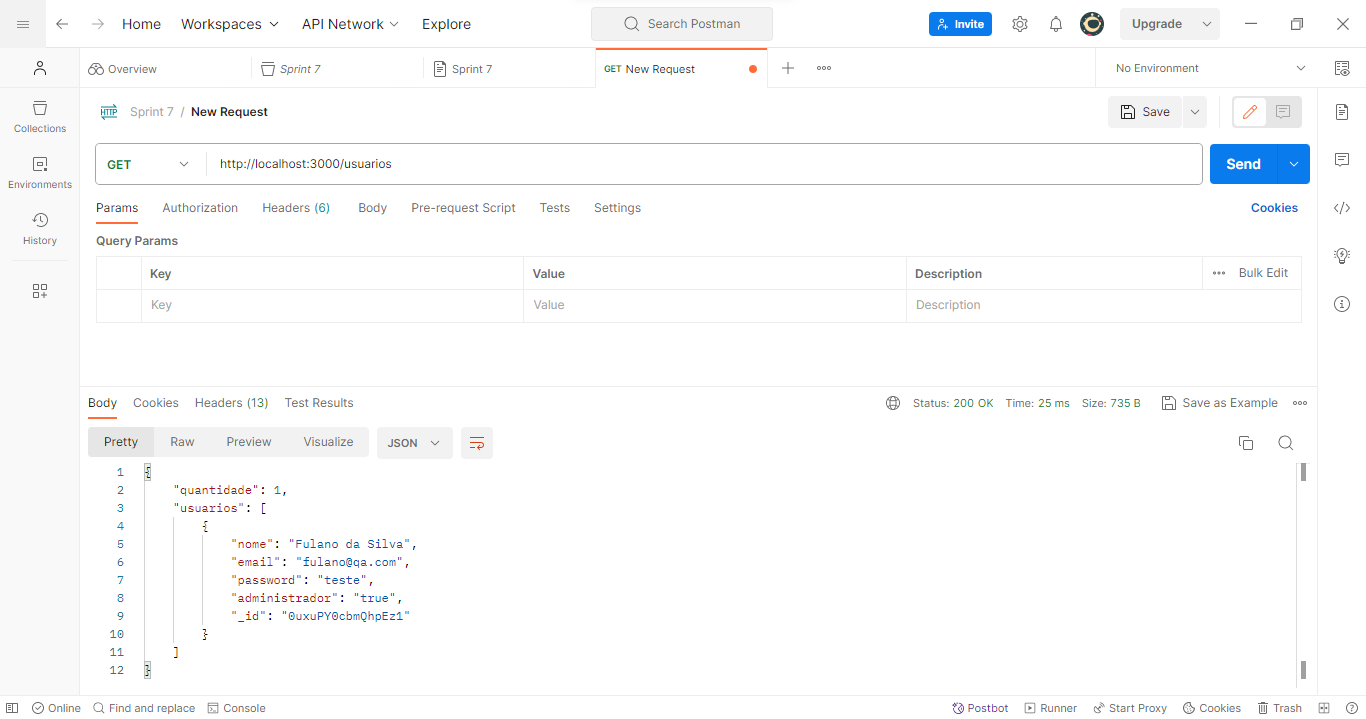 Home Workspaces API Network Explore Search Postman Invite Upgrade
Overview Sprint 7 Sprint 7 GET New Request No Environment
HTTP Sprint 7 / New Request Save
Collections
Environments
History
GET http://localhost:3000/usuarios Send
Params Authorization Headers (6) Body Pre-request Script Tests Settings Cookies
Query Params
Key Value Description Bulk Edit
Key Value Description
Body Cookies Headers (13) Test Results Status: 200 OK Time: 25 ms Size: 735 B Save as Example
Pretty Raw Preview Visualize JSON
1 {
2 "quantidade": 1,
3 "usuarios": [
4 {
5 "nome": "Fulano da Silva",
6 "email": "fulano@qa.com",
7 "password": "teste",
8 "administrador": "true",
9 "_id": "0uxuPY0cbmQhpEz1"
10 }
11 ]
12 }
Online Find and replace Console Postbot Runner Start Proxy Cookies Trash